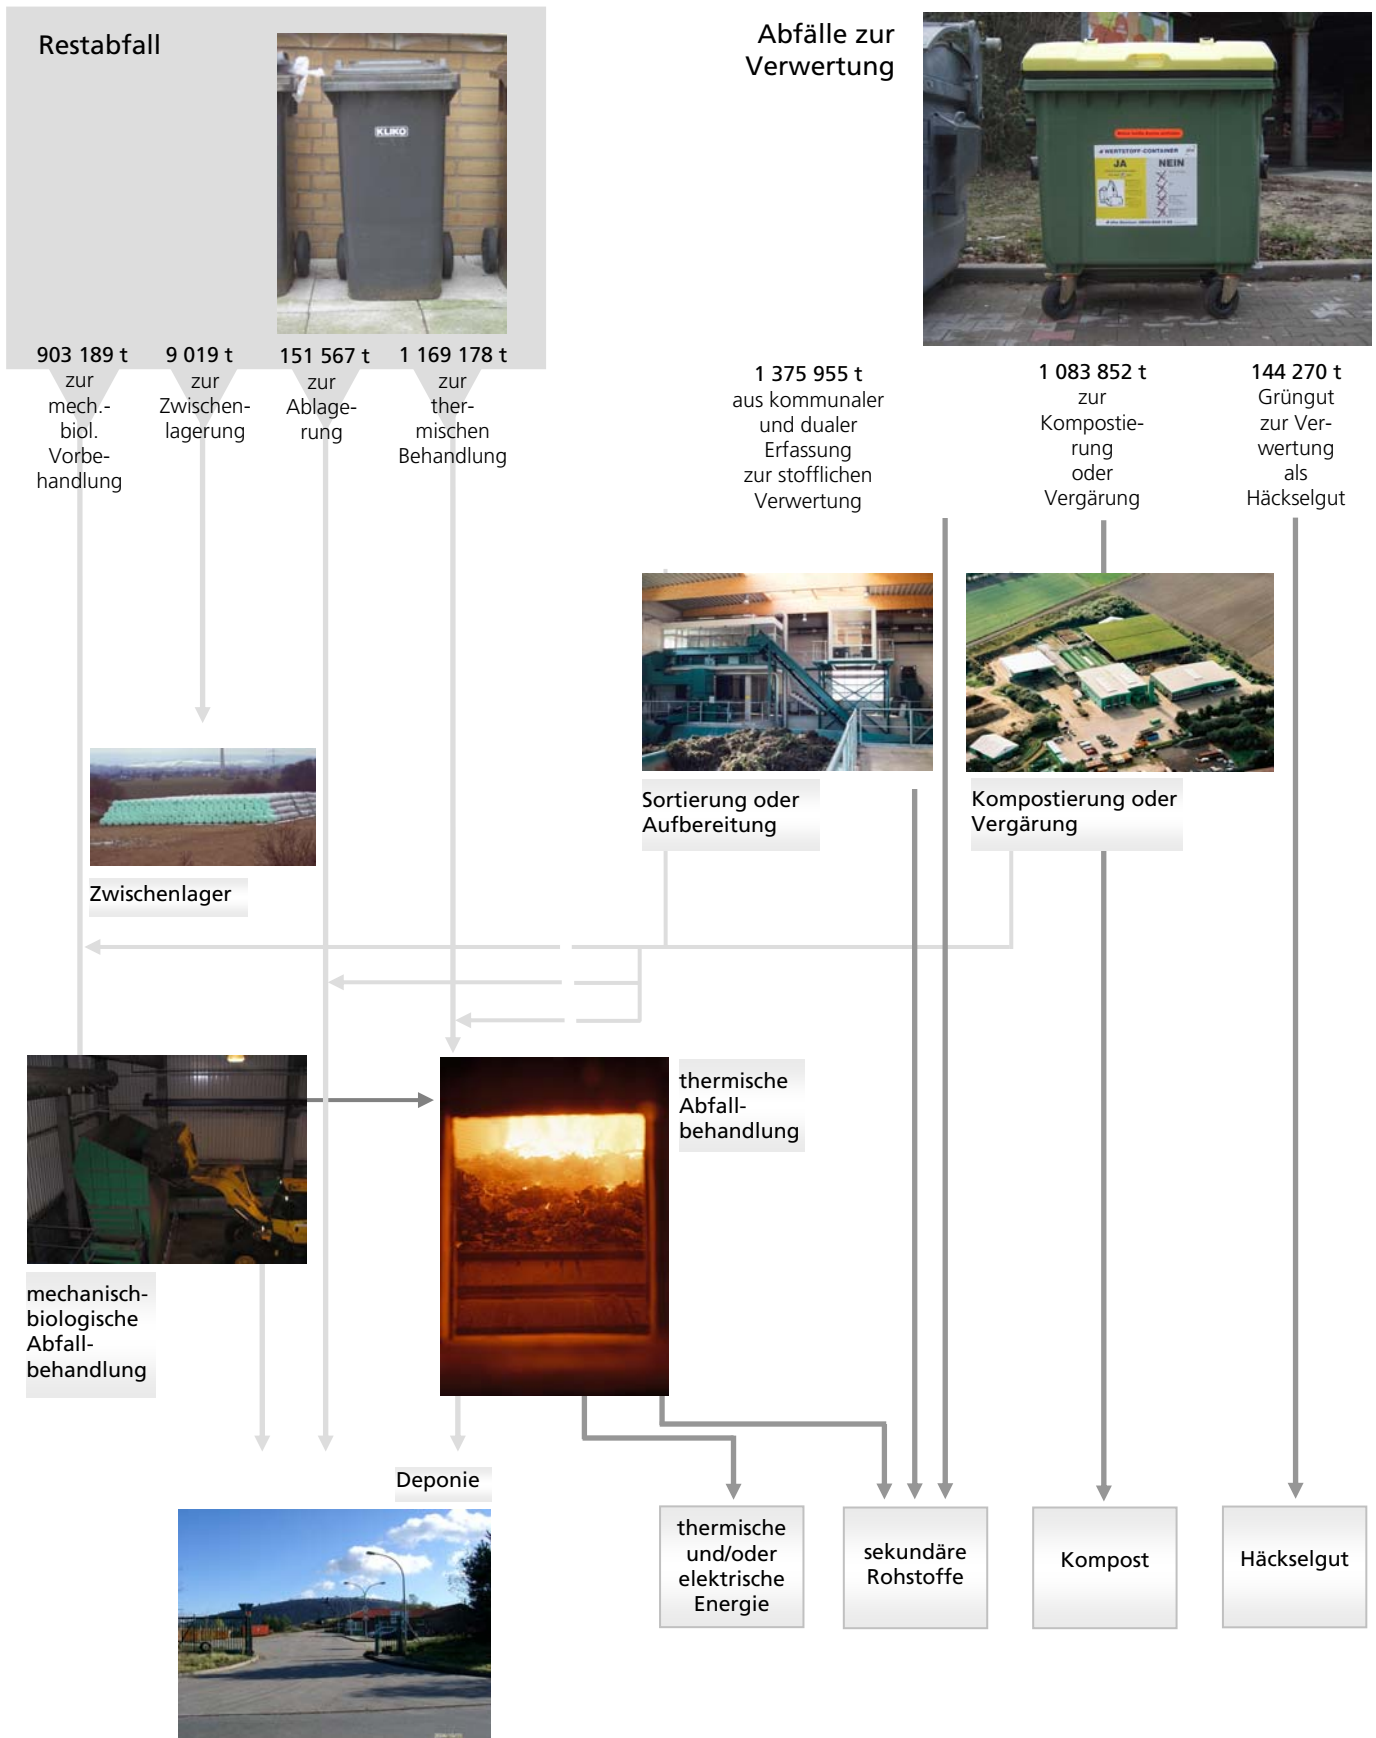 Restabfall
KLIKO
Abfälle zur
Verwertung
WERTSTOFF-CONTAINER
JA
NEIN
903 189 t
zur
mech.-
biol.
Vorbe-
handlung
9 019 t
zur
Zwischen-
lagerung
151 567 t
zur
Ablage-
rung
1 169 178 t
zur
ther-
mischen
Behandlung
1 375 955 t
aus kommunaler
und dualer
Erfassung
zur stofflichen
Verwertung
1 083 852 t
zur
Kompostie-
rung
oder
Vergärung
144 270 t
Grüngut
zur Ver-
wertung
als
Häckselgut
Sortierung oder
Aufbereitung
Kompostierung oder
Vergärung
Zwischenlager
thermische
Abfall-
behandlung
mechanisch-
biologische
Abfall-
behandlung
Deponie
thermische
und/oder
elektrische
Energie
sekundäre
Rohstoffe
Kompost
Häckselgut